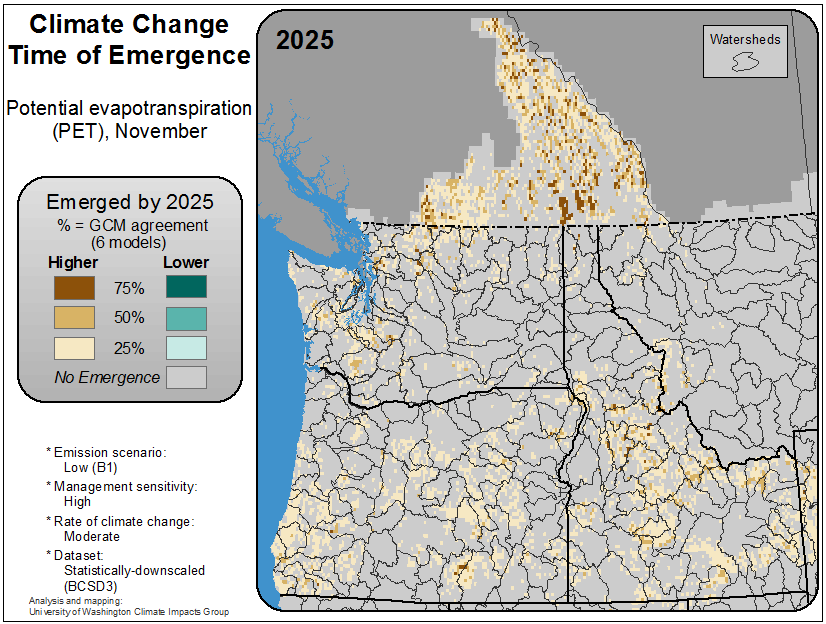 Climate Change
Time of Emergence
Potential evapotranspiration
(PET), November
Emerged by 2025
% = GCM agreement
(6 models)
Higher Lower
75%
50%
25%
No Emergence
* Emission scenario:
Low (B1)
* Management sensitivity:
High
* Rate of climate change:
Moderate
* Dataset:
Statistically-downscaled
(BCSD3)
Analysis and mapping:
University of Washington Climate Impacts Group
2025
Watersheds